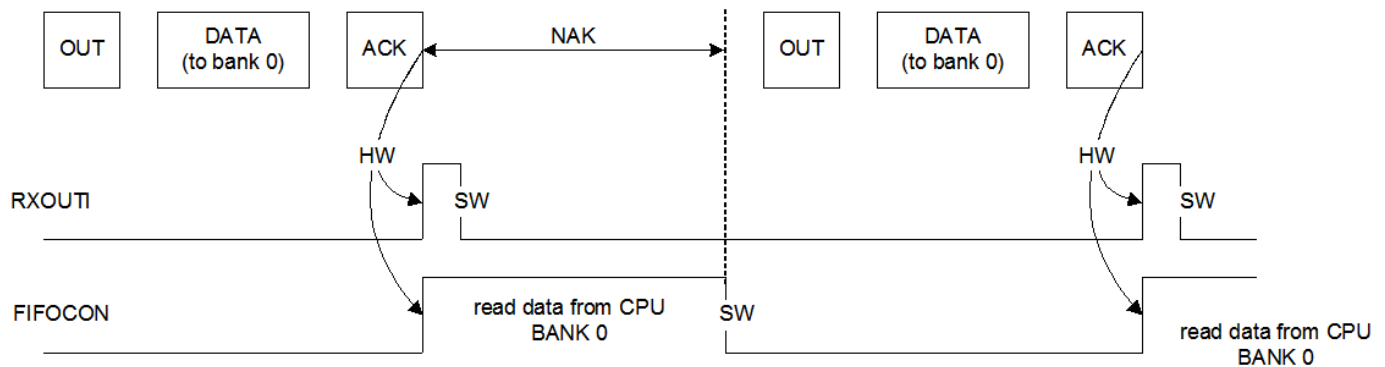 OUT
DATA
(to bank 0)
ACK
NAK
OUT
DATA
(to bank 0)
ACK
HW
HW
RXOUTI
SW
SW
FIFOCON
read data from CPU
BANK 0
SW
read data from CPU
BANK 0